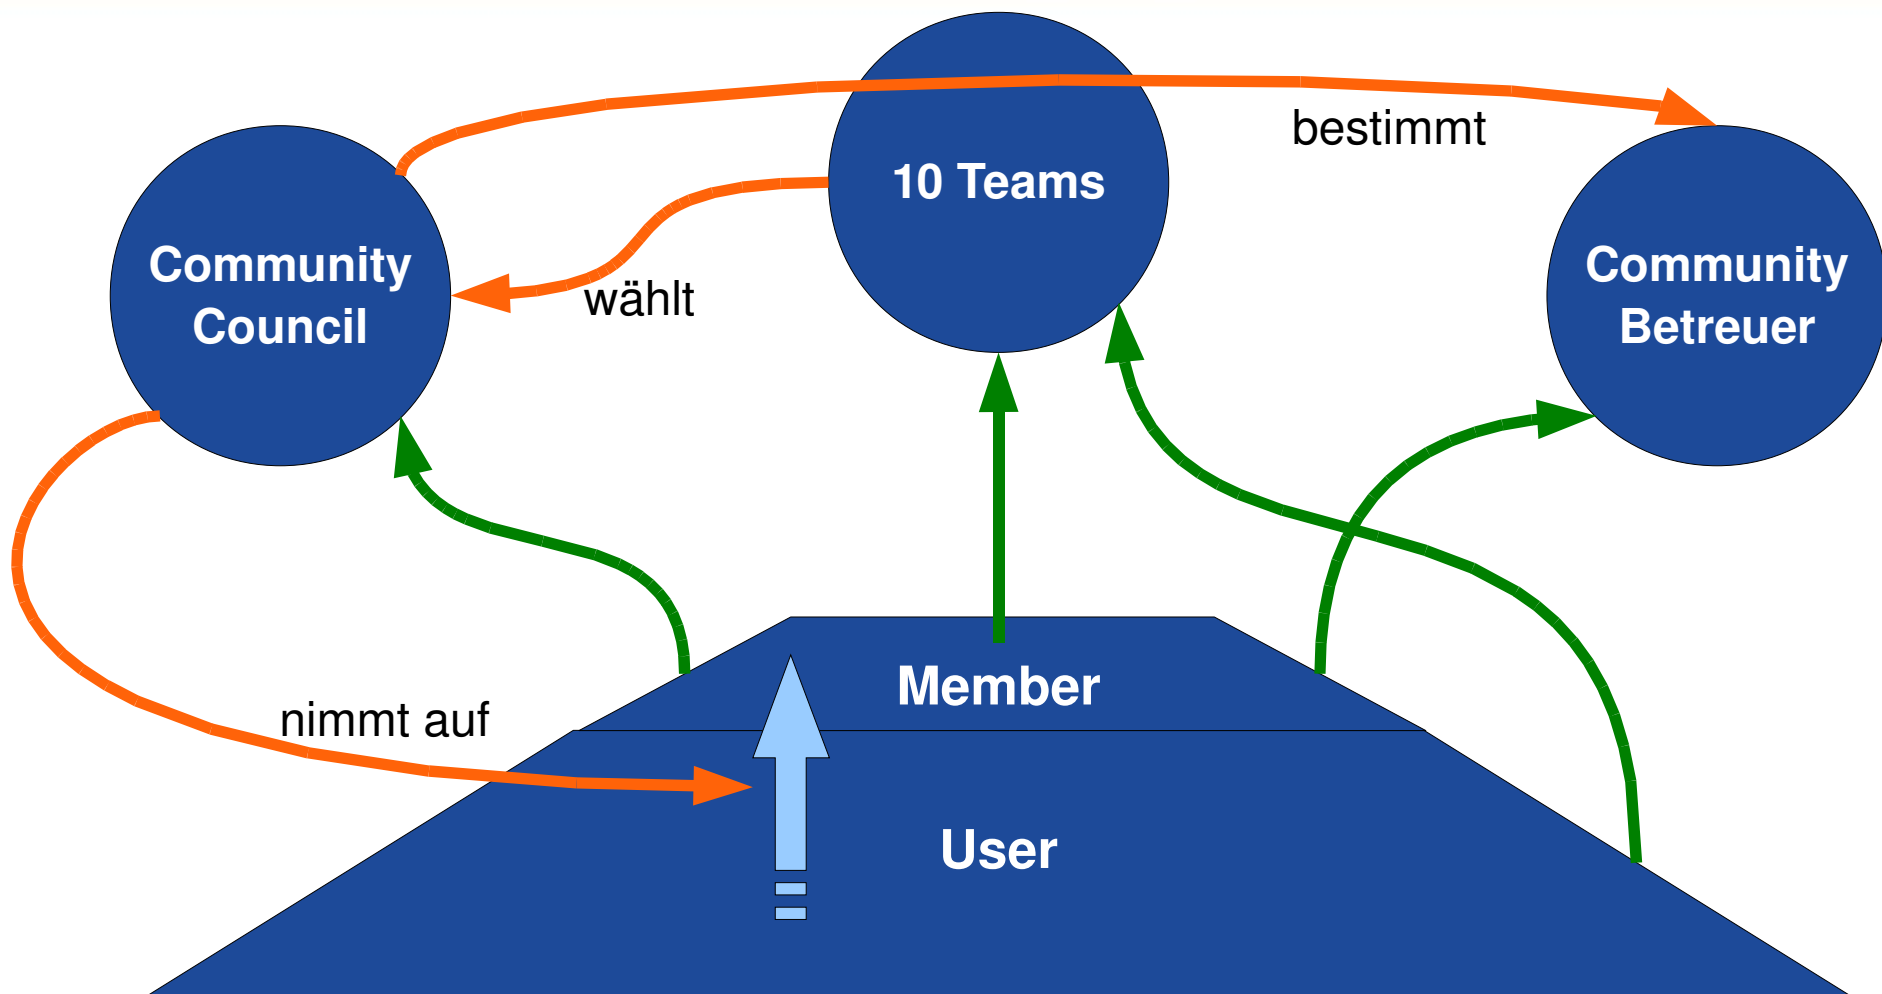 10 Teams
bestimmt
Community
Council
wählt
Community
Betreuer
nimmt auf
Member
User